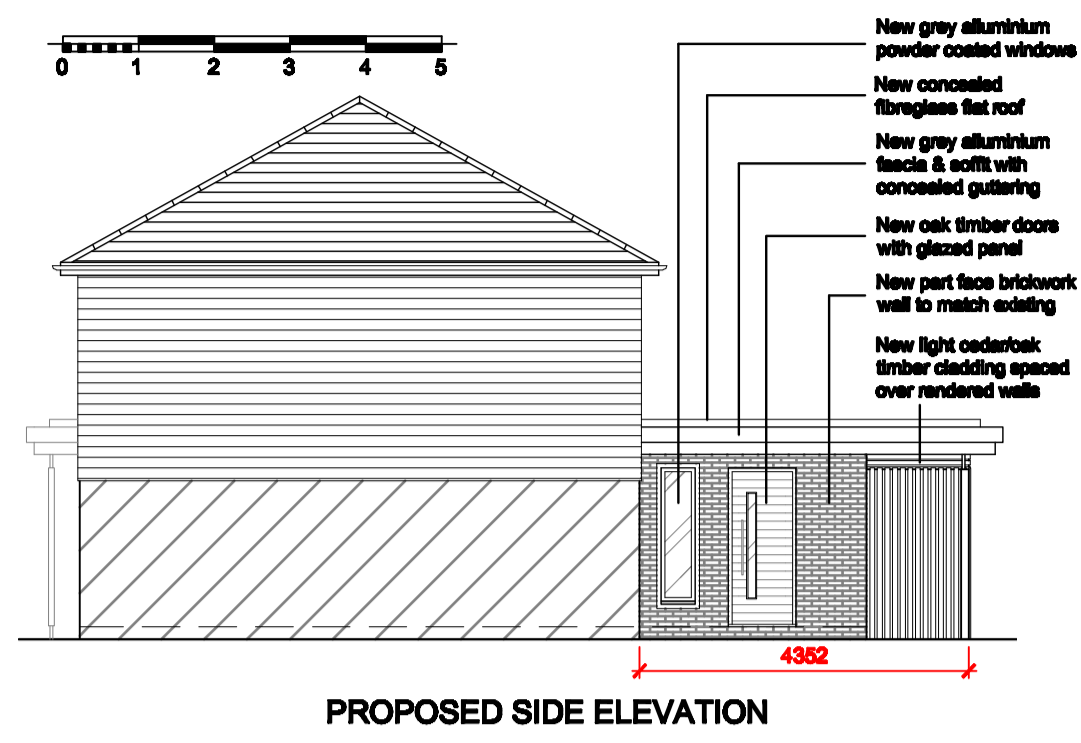 New grey alluminium
powder coated windows
0 1 2 3 4 5
New concealed
fibreglass flat roof
New grey alluminium
fascia & soffit with
concealed guttering
New oak timber doors
with glazed panel
New part face brickwork
wall to match existing
New light cedar/oak
timber cladding spaced
over rendered walls
4352
PROPOSED SIDE ELEVATION